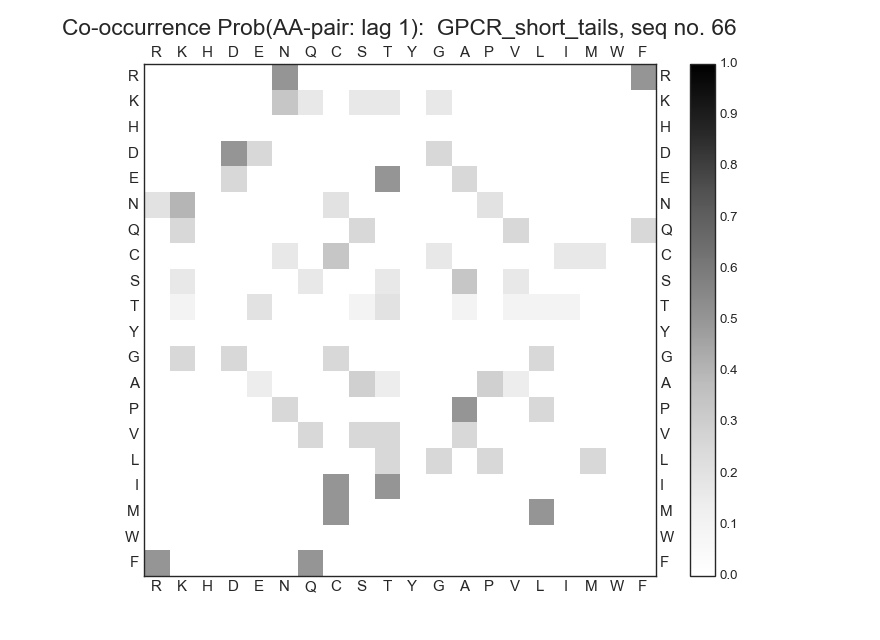 Co-occurrence Prob(AA-pair: lag 1):  GPCR_short_tails, seq no. 66
R K H D E N Q C S T Y G A P V L I M W F
R R 1.0
K K 0.9
H H
D D 0.8
E E
N N 0.7
Q Q
C C 0.6
S S
T T 0.5
Y Y
G G 0.4
A A
P P 0.3
V V
L L 0.2
I I
M M 0.1
W W
F F 0.0
R K H D E N Q C S T Y G A P V L I M W F